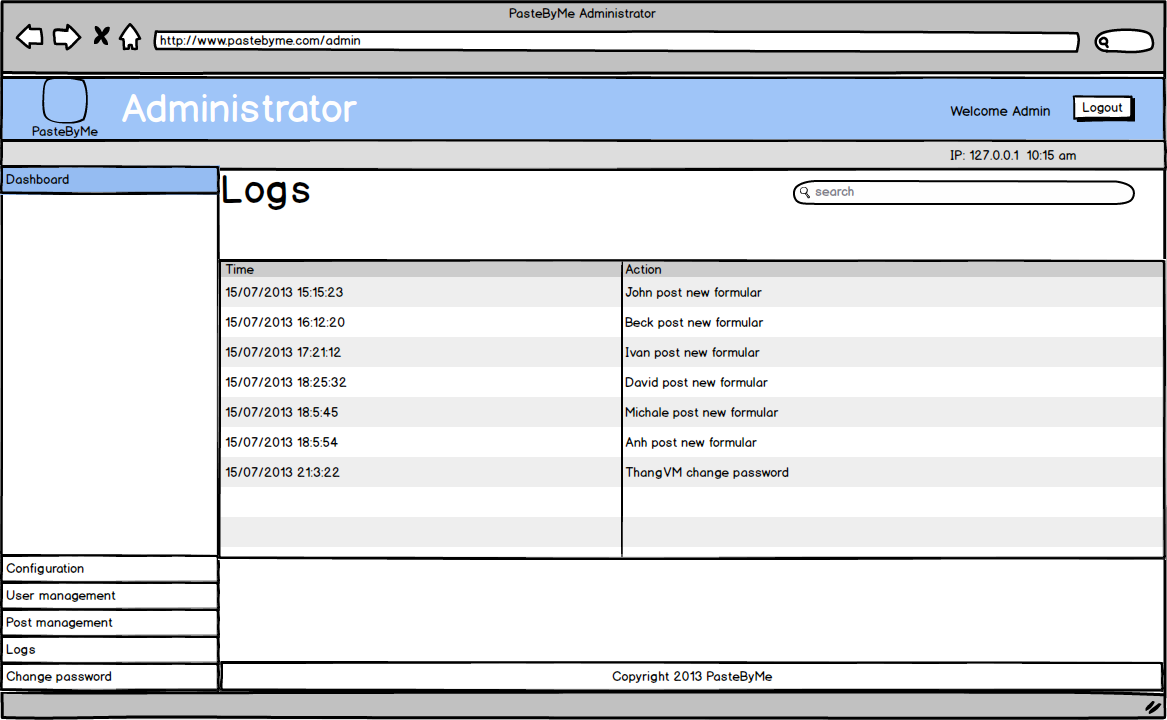 PasteByMe Administrator
http://www.pastebyme.com/admin
Administrator
PasteByMe
Welcome Admin
Logout
IP: 127.0.0.1 10:15 am
Dashboard
Logs
search
Time Action
15/07/2013 15:15:23 John post new formular
15/07/2013 16:12:20 Beck post new formular
15/07/2013 17:21:12 Ivan post new formular
15/07/2013 18:25:32 David post new formular
15/07/2013 18:5:45 Michale post new formular
15/07/2013 18:5:54 Anh post new formular
15/07/2013 21:3:22 ThangVM change password
Configuration
User management
Post management
Logs
Change password
Copyright 2013 PasteByMe